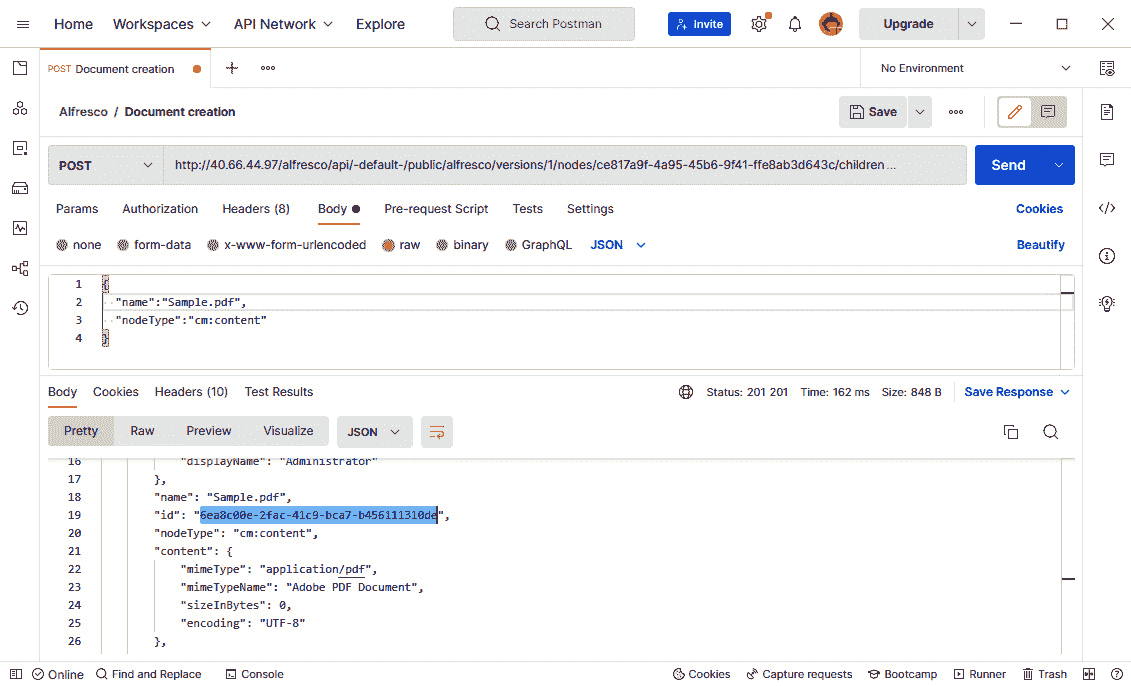 Home Workspaces API Network Explore Search Postman Invite Upgrade
POST Document creation No Environment
Alfresco / Document creation Save
POST http://40.66.44.97/alfresco/api/-default-/public/alfresco/versions/1/nodes/ce817a9f-4a95-45b6-9f41-ffe8ab3d643c/children ... Send
Params Authorization Headers (8) Body Pre-request Script Tests Settings Cookies
none form-data x-www-form-urlencoded raw binary GraphQL JSON Beautify
1 {
2 "name":"Sample.pdf",
3 "nodeType":"cm:content"
4 }
Body Cookies Headers (10) Test Results Status: 201 201 Time: 162 ms Size: 848 B Save Response
Pretty Raw Preview Visualize JSON
16 "displayName": "Administrator"
17 },
18 "name": "Sample.pdf",
19 "id": "6ea8c00e-2fac-41c9-bca7-b456111310de",
20 "nodeType": "cm:content",
21 "content": {
22 "mimeType": "application/pdf",
23 "mimeTypeName": "Adobe PDF Document",
24 "sizeInBytes": 0,
25 "encoding": "UTF-8"
26 },
Online Find and Replace Console Cookies Capture requests Bootcamp Runner Trash